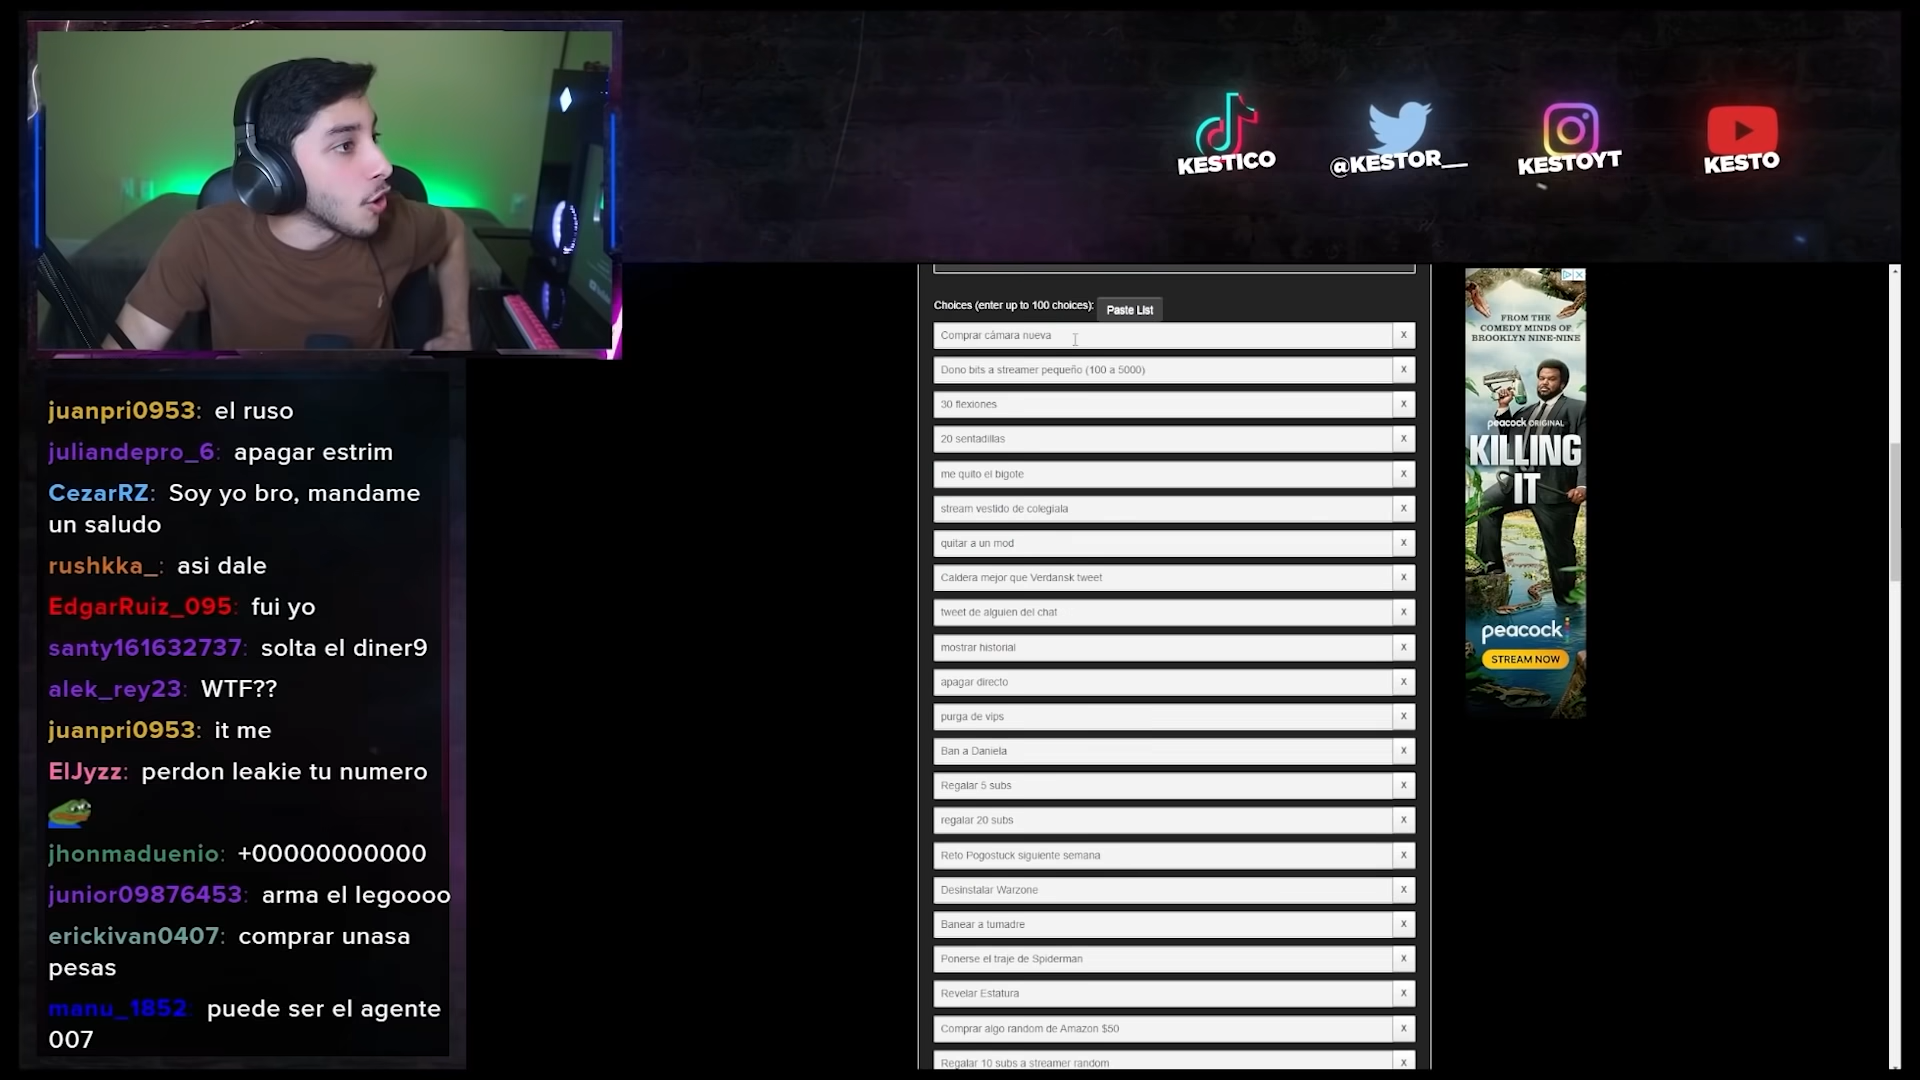 KESTICO
@KESTOR__
KESTOYT
KESTO
juanpri0953: el ruso
juliandepro_6: apagar estrim
CezarRZ: Soy yo bro, mandame
un saludo
rushkka_: asi dale
EdgarRuiz_095: fui yo
santy161632737: solta el diner9
alek_rey23: WTF??
juanpri0953: it me
ElJyzz: perdon leakie tu numero
jhonmaduenio: +00000000000
junior09876453: arma el legoooo
erickivan0407: comprar unasa
pesas
manu_1852: puede ser el agente
007
Choices (enter up to 100 choices): Paste List
Comprar cámara nueva X
Dono bits a streamer pequeño (100 a 5000) X
30 flexiones X
20 sentadillas X
me quito el bigote X
stream vestido de colegiala X
quitar a un mod X
Caldera mejor que Verdansk tweet X
tweet de alguien del chat X
mostrar historial X
apagar directo X
purga de vips X
Ban a Daniela X
Regalar 5 subs X
regalar 20 subs X
Reto Pogostuck siguiente semana X
Desinstalar Warzone X
Banear a tumadre X
Ponerse el traje de Spiderman X
Revelar Estatura X
Comprar algo random de Amazon $50 X
Regalar 10 subs a streamer random X
FROM THE
COMEDY MINDS OF
BROOKLYN NINE-NINE
peacock ORIGINAL
KILLING
IT
peacock
STREAM NOW